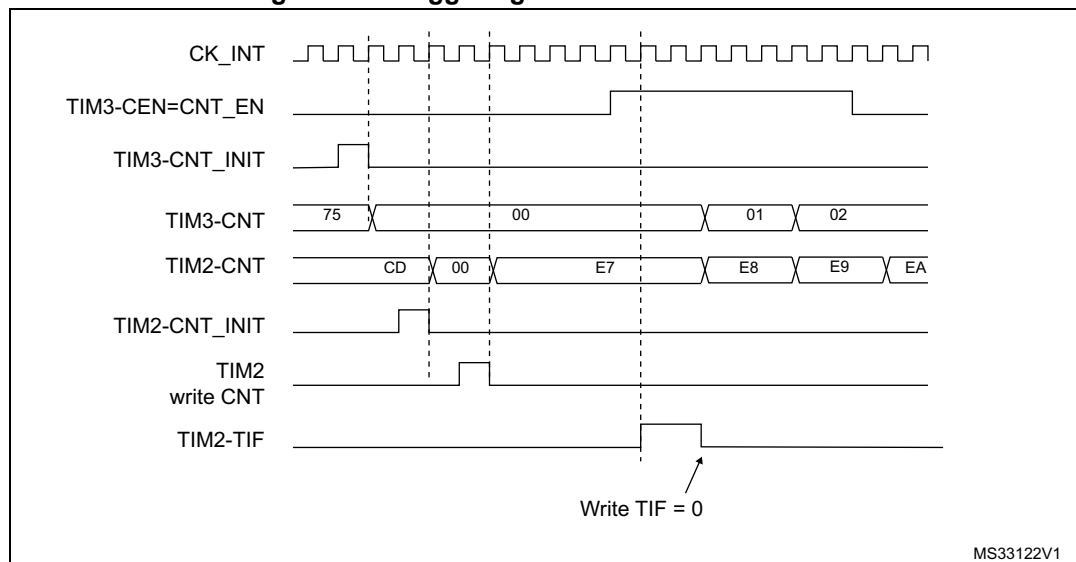 CK_INT
TIM3-CEN=CNT_EN
TIM3-CNT_INIT
TIM3-CNT 75 00 01 02
TIM2-CNT CD 00 E7 E8 E9 EA
TIM2-CNT_INIT
TIM2
write CNT
TIM2-TIF
Write TIF = 0
MS33122V1